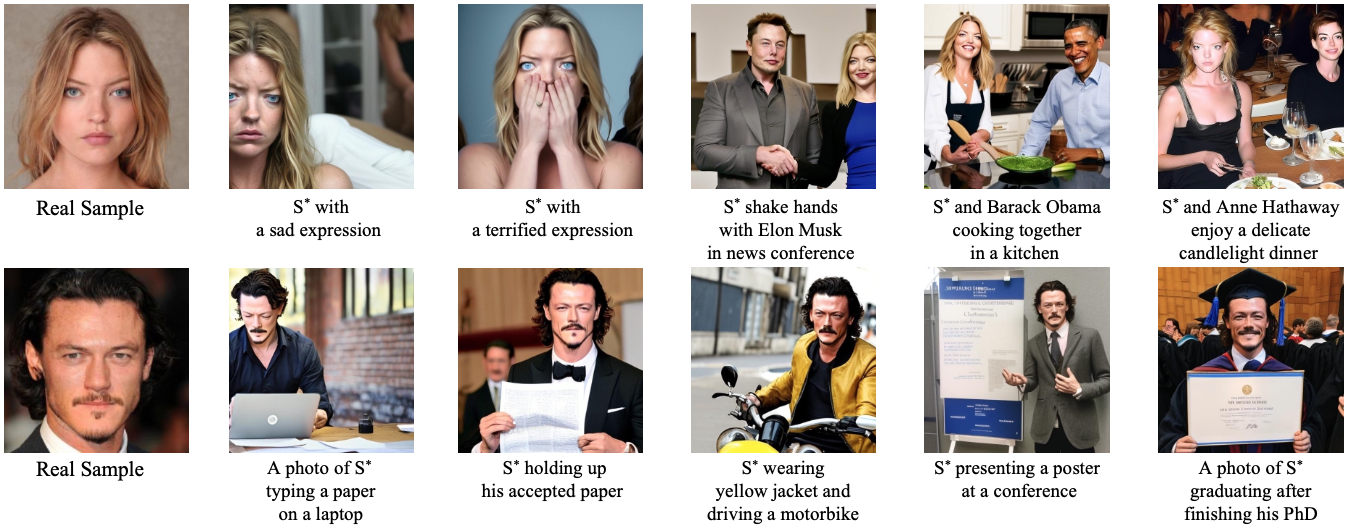 Real Sample
S* with
a sad expression
S* with
a terrified expression
S* shake hands
with Elon Musk
in news conference
S* and Barack Obama
cooking together
in a kitchen
S* and Anne Hathaway
enjoy a delicate
candlelight dinner
Real Sample
A photo of S*
typing a paper
on a laptop
S* holding up
his accepted paper
S* wearing
yellow jacket and
driving a motorbike
S* presenting a poster
at a conference
A photo of S*
graduating after
finishing his PhD